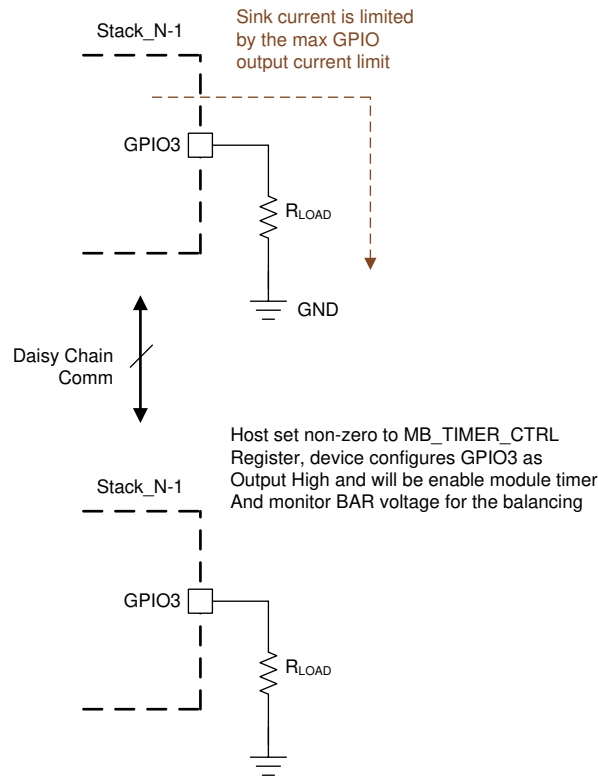 Stack_N-1
Sink current is limited
by the max GPIO
output current limit
GPIO3
RLOAD
GND
Daisy Chain
Comm
Host set non-zero to MB_TIMER_CTRL
Register, device configures GPIO3 as
Output High and will be enable module timer
And monitor BAR voltage for the balancing
Stack_N-1
GPIO3
RLOAD